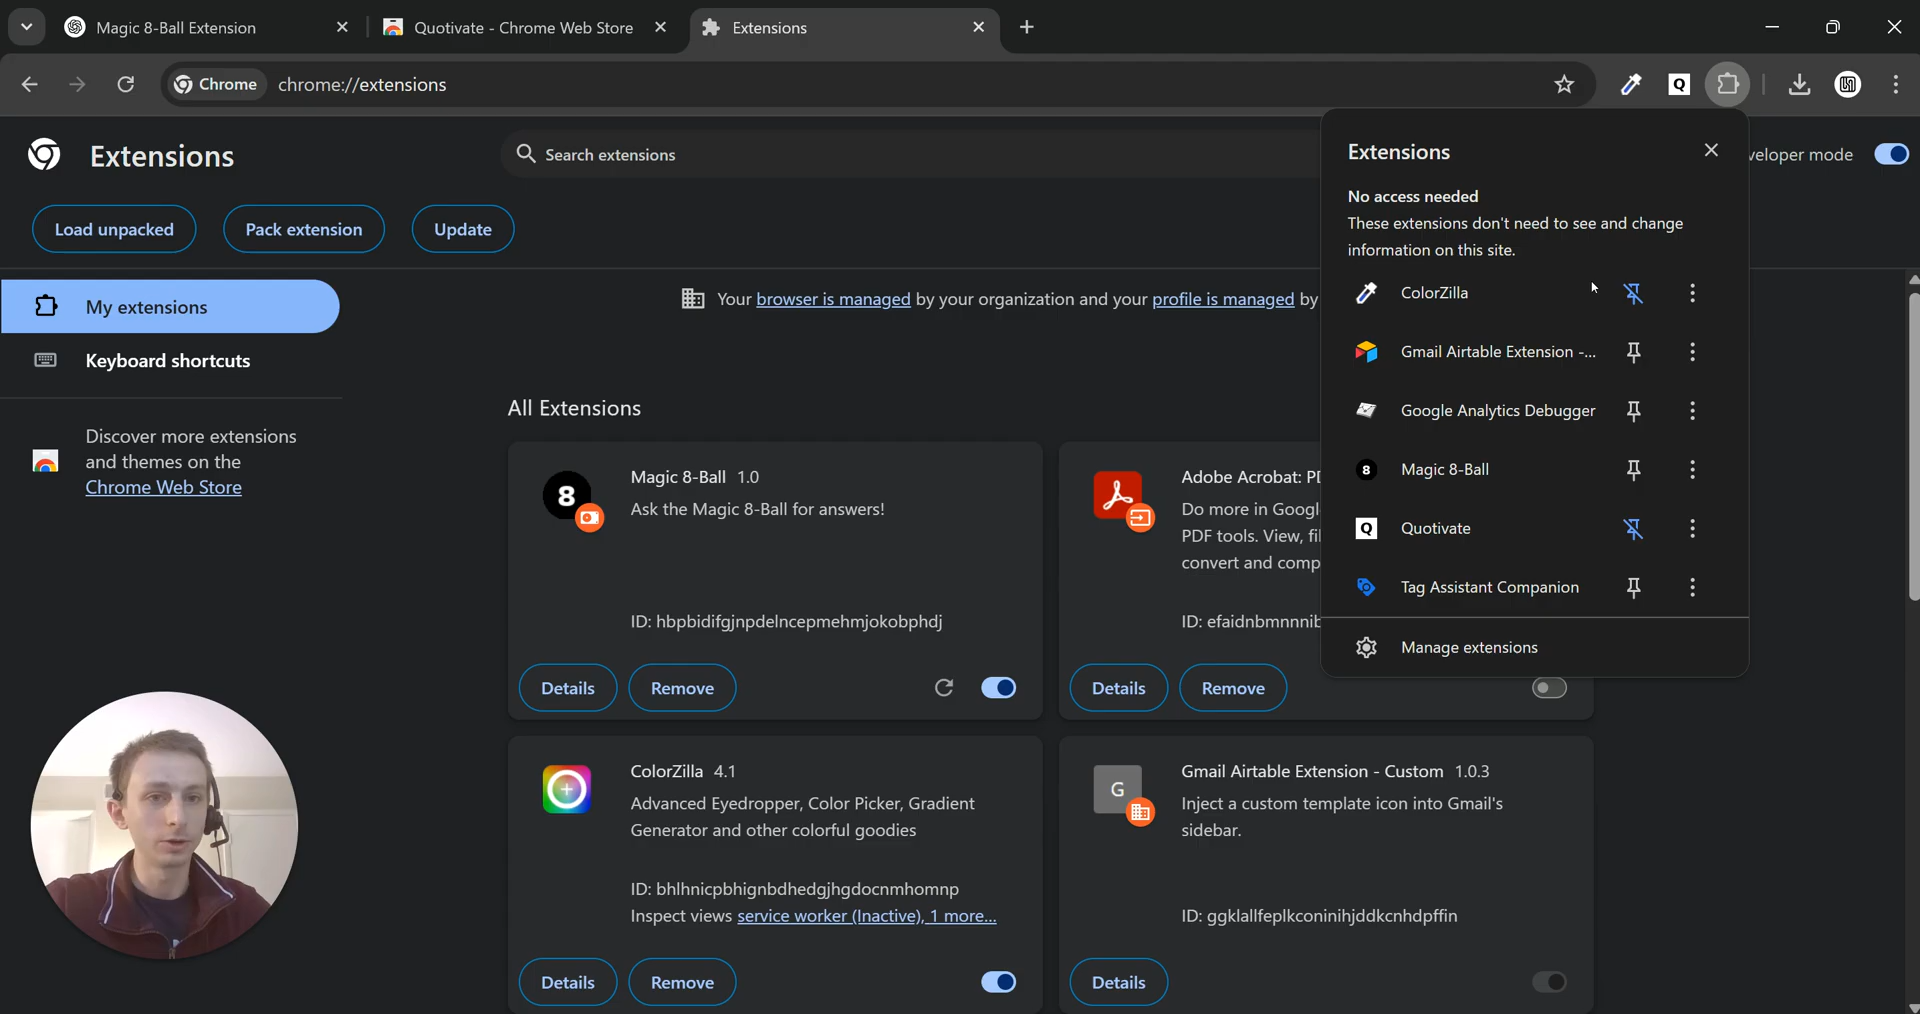 Magic 8-Ball Extension
Quotivate - Chrome Web Store
Extensions
Chrome
chrome://extensions
Q
Extensions
Search extensions
veloper mode
Load unpacked
Pack extension
Update
My extensions
Keyboard shortcuts
Discover more extensions
and themes on the
Chrome Web Store
Your browser is managed by your organization and your profile is managed by
All Extensions
8
Magic 8-Ball 1.0
Ask the Magic 8-Ball for answers!
ID: hbpbidifgjnpdelncepmehmjokobphdj
Details
Remove
Adobe Acrobat:
Do more in Googl
PDF tools. View,
convert and comp
ID: efaidnbmnnnib
Details
Remove
ColorZilla 4.1
Advanced Eyedropper, Color Picker, Gradient
Generator and other colorful goodies
ID: bhlhnicpbhignbdhedgjhgdocnmhomnp
Inspect views service worker (Inactive), 1 more...
Details
Remove
G
Gmail Airtable Extension - Custom 1.0.3
Inject a custom template icon into Gmail's
sidebar.
ID: ggklallfeplkconinihjddkcnhdpffin
Details
Extensions
No access needed
These extensions don't need to see and change
information on this site.
ColorZilla
Gmail Airtable Extension -...
Google Analytics Debugger
8
Magic 8-Ball
Q
Quotivate
Tag Assistant Companion
Manage extensions